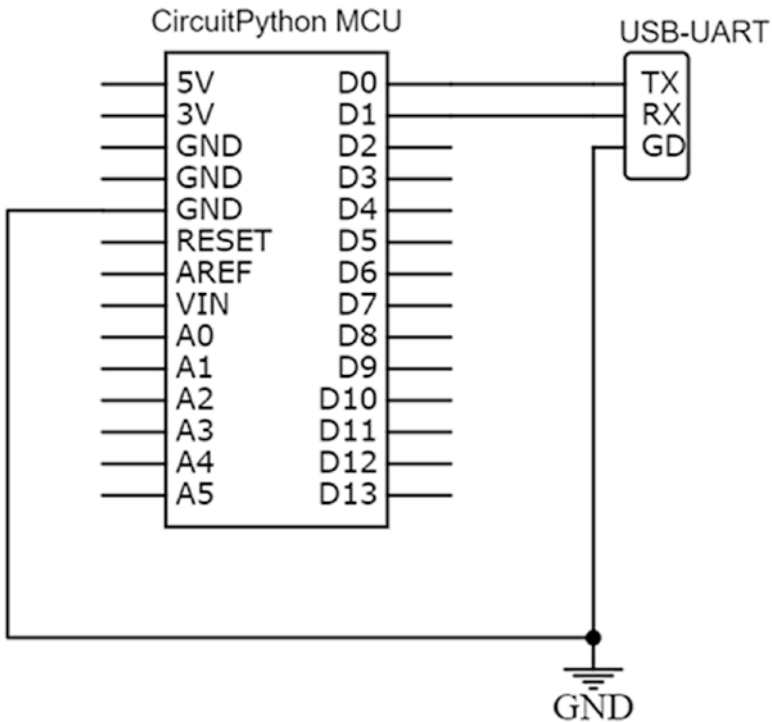 CircuitPython MCU
USB-UART
5V D0 TX
3V D1 RX
GND D2 GD
GND D3
GND D4
RESET D5
AREF D6
VIN D7
A0 D8
A1 D9
A2 D10
A3 D11
A4 D12
A5 D13
GND